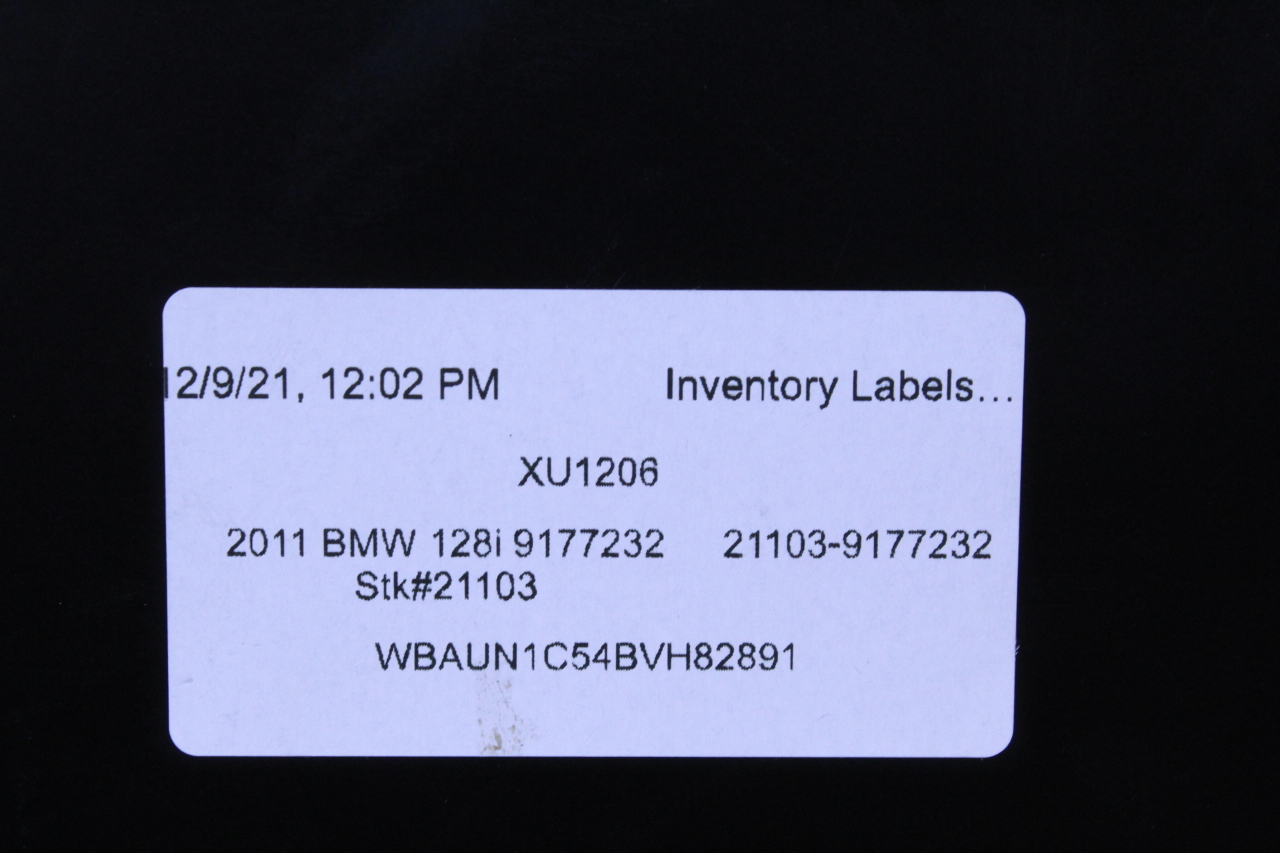 12/9/21, 12:02 PM Inventory Labels...
XU1206
2011 BMW 128i 9177232 21103-9177232
Stk#21103
WBAUN1C54BVH82891